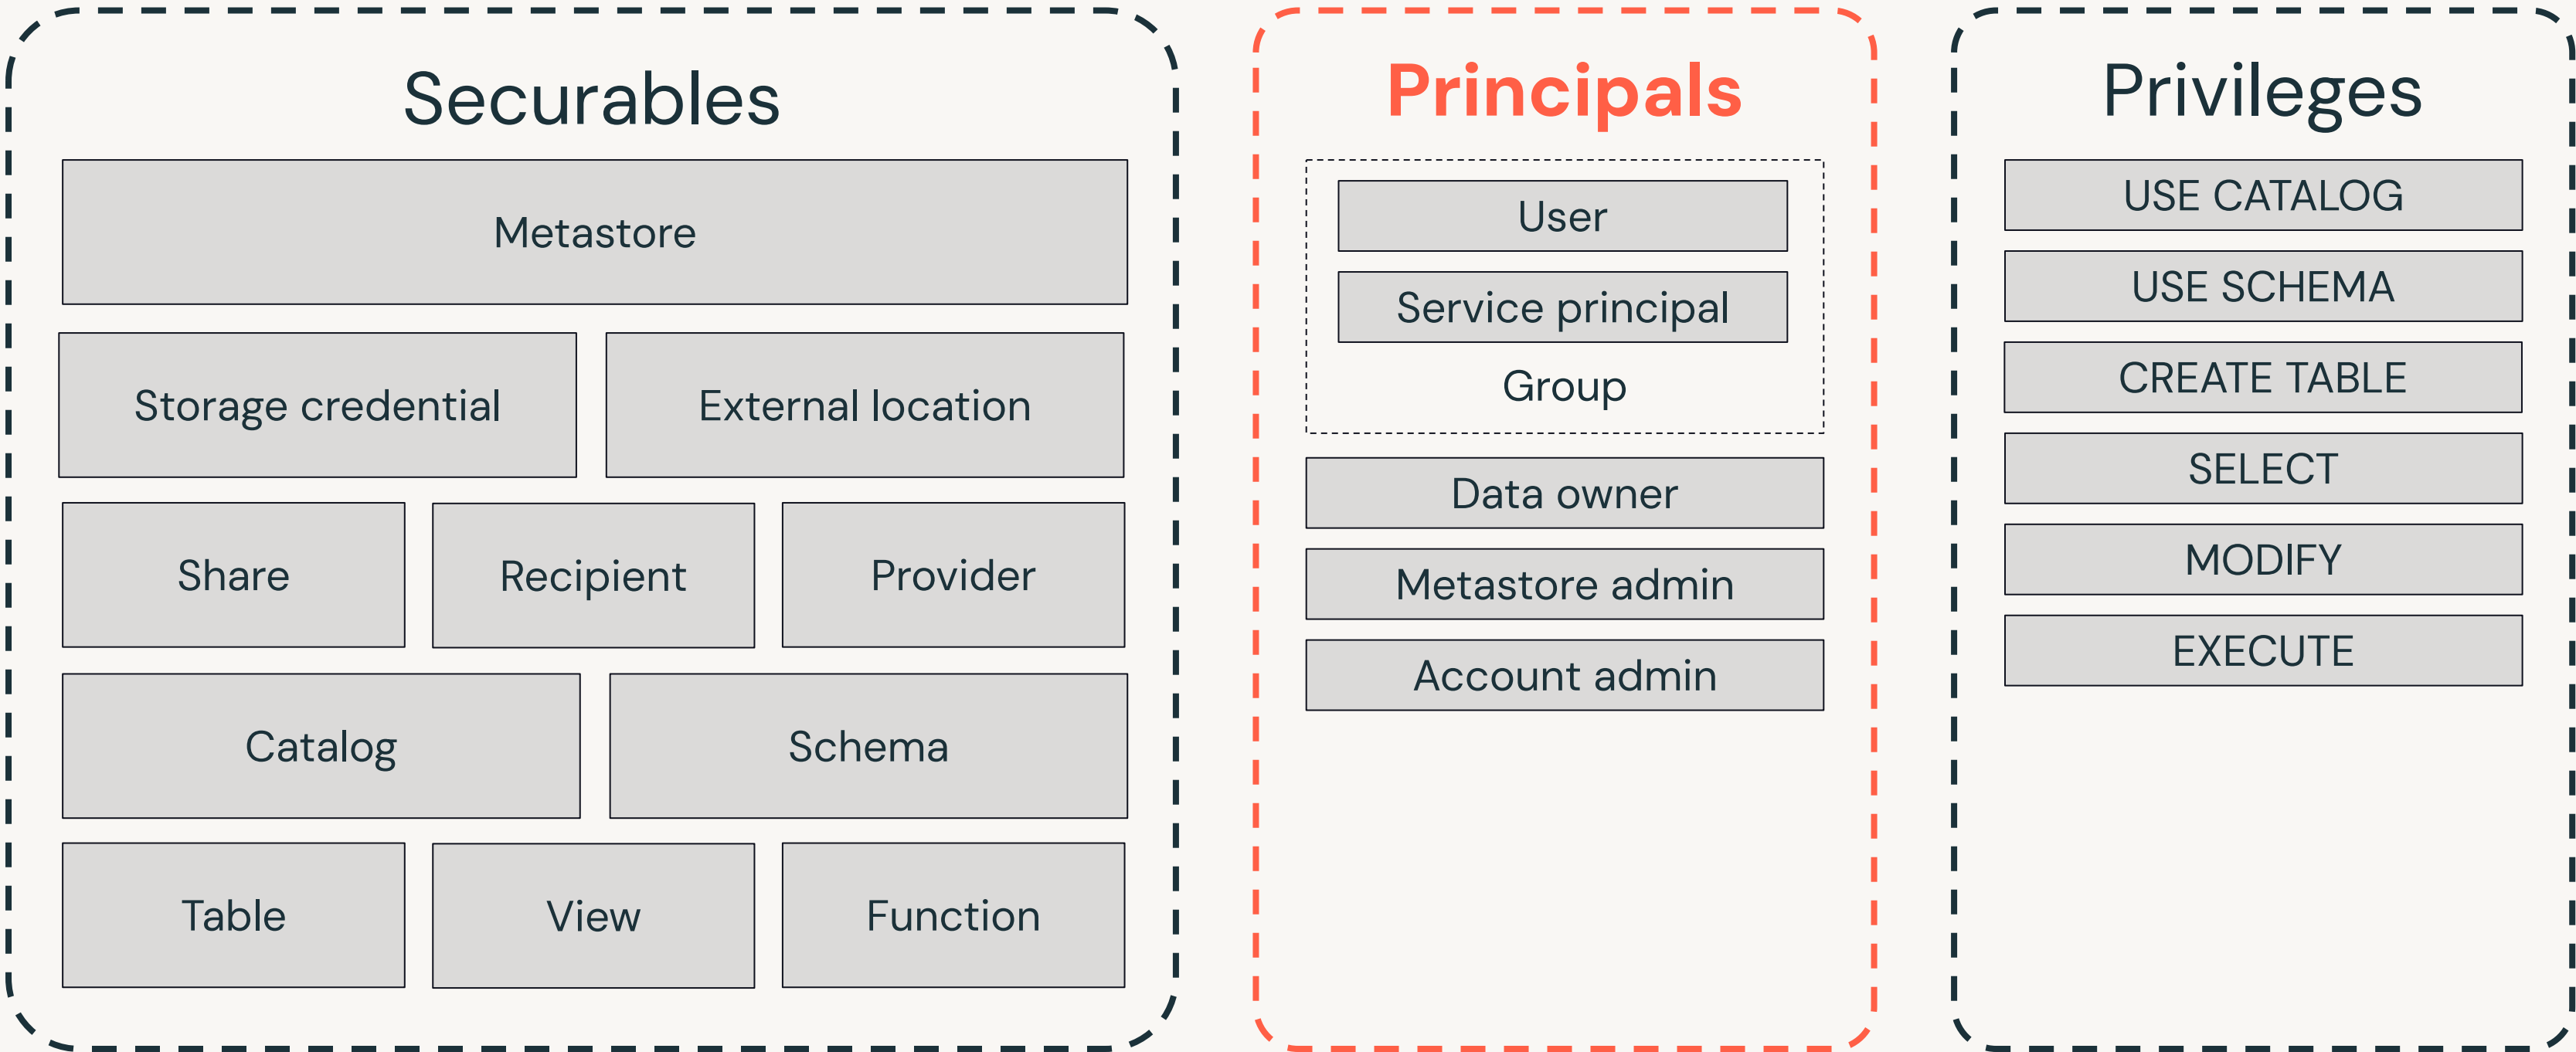 Securables
Metastore
Storage credential
External location
Share
Recipient
Provider
Catalog
Schema
Table
View
Function
Principals
User
Service principal
Group
Data owner
Metastore admin
Account admin
Privileges
USE CATALOG
USE SCHEMA
CREATE TABLE
SELECT
MODIFY
EXECUTE